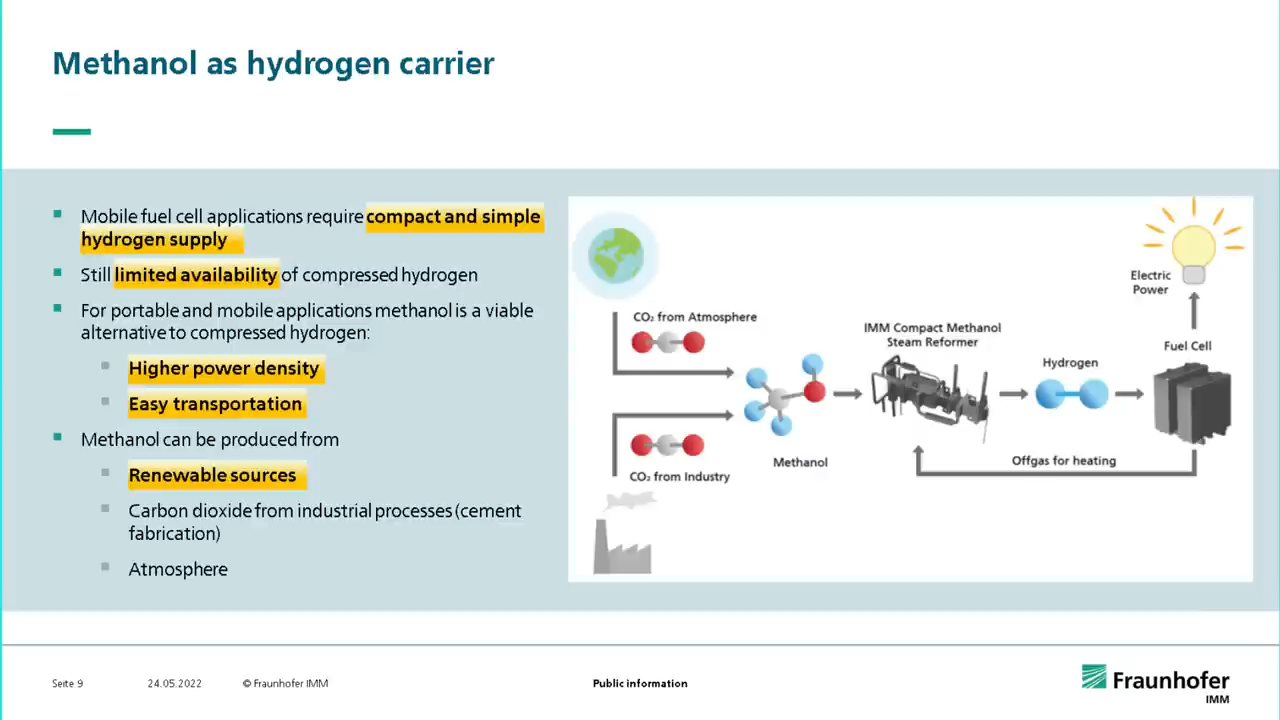 Methanol as hydrogen carrier
Mobile fuel cell applications require compact and simple
hydrogen supply
Still limited availability of compressed hydrogen
For portable and mobile applications methanol is a viable
alternative to compressed hydrogen:
Higher power density
Easy transportation
Methanol can be produced from
Renewable sources
Carbon dioxide from industrial processes (cement
fabrication)
Atmosphere
CO₂ from Atmosphere
CO₂ from Industry
Methanol
IMM Compact Methanol
Steam Reformer
Hydrogen
Electric
Power
Fuel Cell
Offgas for heating
Seite 9
24.05.2022
© Fraunhofer IMM
Public information
Fraunhofer
IMM